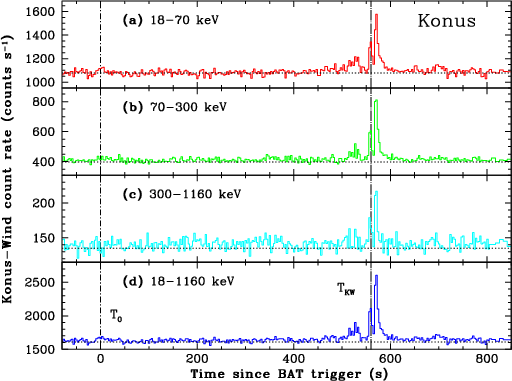 Konus
(a) 18-70 keV
1600
1400
1200
1000
(b) 70-300 keV
800
600
400
(c) 300-1160 keV
200
150
(d) 18-1160 keV
2500
2000
1500
T0
TKW
0 200 400 600 800
Time since BAT trigger (s)
Konus-Wind count rate (counts s⁻¹)